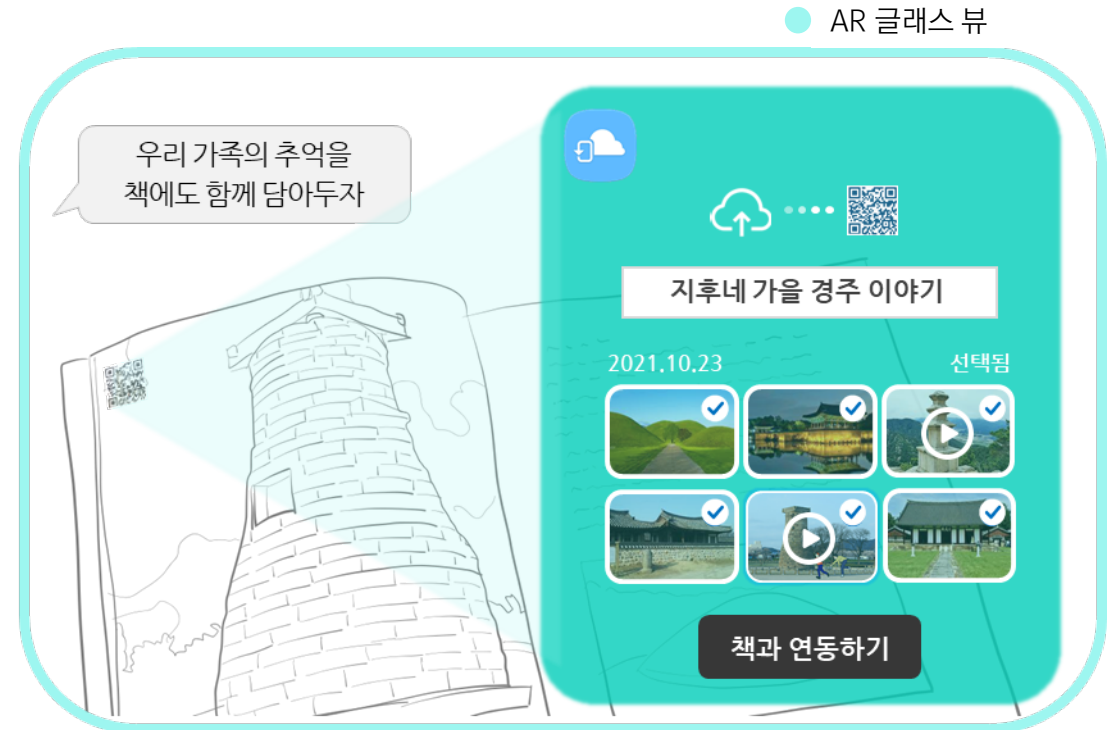 AR 글래스 뷰
우리 가족의 추억을
책에도 함께 담아두자
지후네 가을 경주 이야기
2021.10.23
선택됨
책과 연동하기